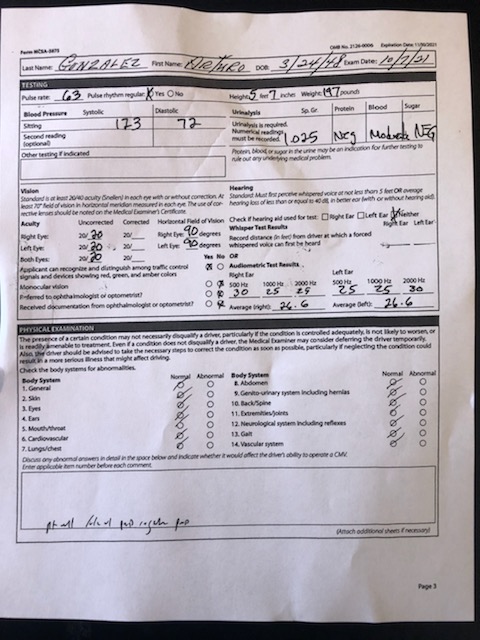 Form MCSA-5875 OMB No. 2126-0006 Expiration Date: 11/30/2021
Last Name: GONZALEZ First Name: ARTURO DOB: 3/24/48 Exam Date: 10/7/21
TESTING
Pulse rate: 63 Pulse rhythm regular: X Yes No Height: 5 feet 7 inches Weight: 147 pounds
Blood Pressure Systolic Diastolic Urinalysis Sp. Gr. Protein Blood Sugar
Sitting 123 72 Urinalysis is required. 1.025 Neg NEG
Second reading Numerical readings
(optional) must be recorded.
Other testing if indicated Protein, blood, or sugar in the urine may be an indication for further testing to
rule out any underlying medical problem.
Vision Hearing
Standard is at least 20/40 acuity (Snellen) in each eye with or without correction. At Standard: Must first perceive whispered voice at not less than 5 feet OR average
least 70° field of vision in horizontal meridian measured in each eye. The use of cor- hearing loss of less than or equal to 40 dB, in better ear (with or without hearing aid).
rective lenses should be noted on the Medical Examiner's Certificate.
Acuity Uncorrected Corrected Horizontal Field of Vision Check if hearing aid used for test: Right Ear Left Ear Neither
Right Eye: 20/ 20 20/ Right Eye: 90 degrees Whisper Test Results Right Ear Left Ear
Left Eye: 20/ 20 20/ Left Eye: 90 degrees Record distance (in feet) from driver at which a forced
Both Eyes: 20/ 20 20/ whispered voice can first be heard
Yes No OR
Applicant can recognize and distinguish among traffic control Audiometric Test Results
signals and devices showing red, green, and amber colors Right Ear Left Ear
Monocular vision 500 Hz 1000 Hz 2000 Hz 500 Hz 1000 Hz 2000 Hz
Referred to ophthalmologist or optometrist? 30 25 25 25 25 30
Received documentation from ophthalmologist or optometrist? Average (right): 26.6 Average (left): 26.6
PHYSICAL EXAMINATION
The presence of a certain condition may not necessarily disqualify a driver, particularly if the condition is controlled adequately, is not likely to worsen, or
is readily amenable to treatment. Even if a condition does not disqualify a driver, the Medical Examiner may consider deferring the driver temporarily.
Also, the driver should be advised to take the necessary steps to correct the condition as soon as possible, particularly if neglecting the condition could
result in a more serious illness that might affect driving.
Check the body systems for abnormalities.
Body System Normal Abnormal Body System Normal Abnormal
1. General 8. Abdomen
2. Skin 9. Genito-urinary system including hernias
3. Eyes 10. Back/Spine
4. Ears 11. Extremities/joints
5. Mouth/throat 12. Neurological system including reflexes
6. Cardiovascular 13. Gait
7. Lungs/chest 14. Vascular system
Discuss any abnormal answers in detail in the space below and indicate whether it would affect the driver's ability to operate a CMV.
Enter applicable item number before each comment.
(Attach additional sheets if necessary)
Page 3